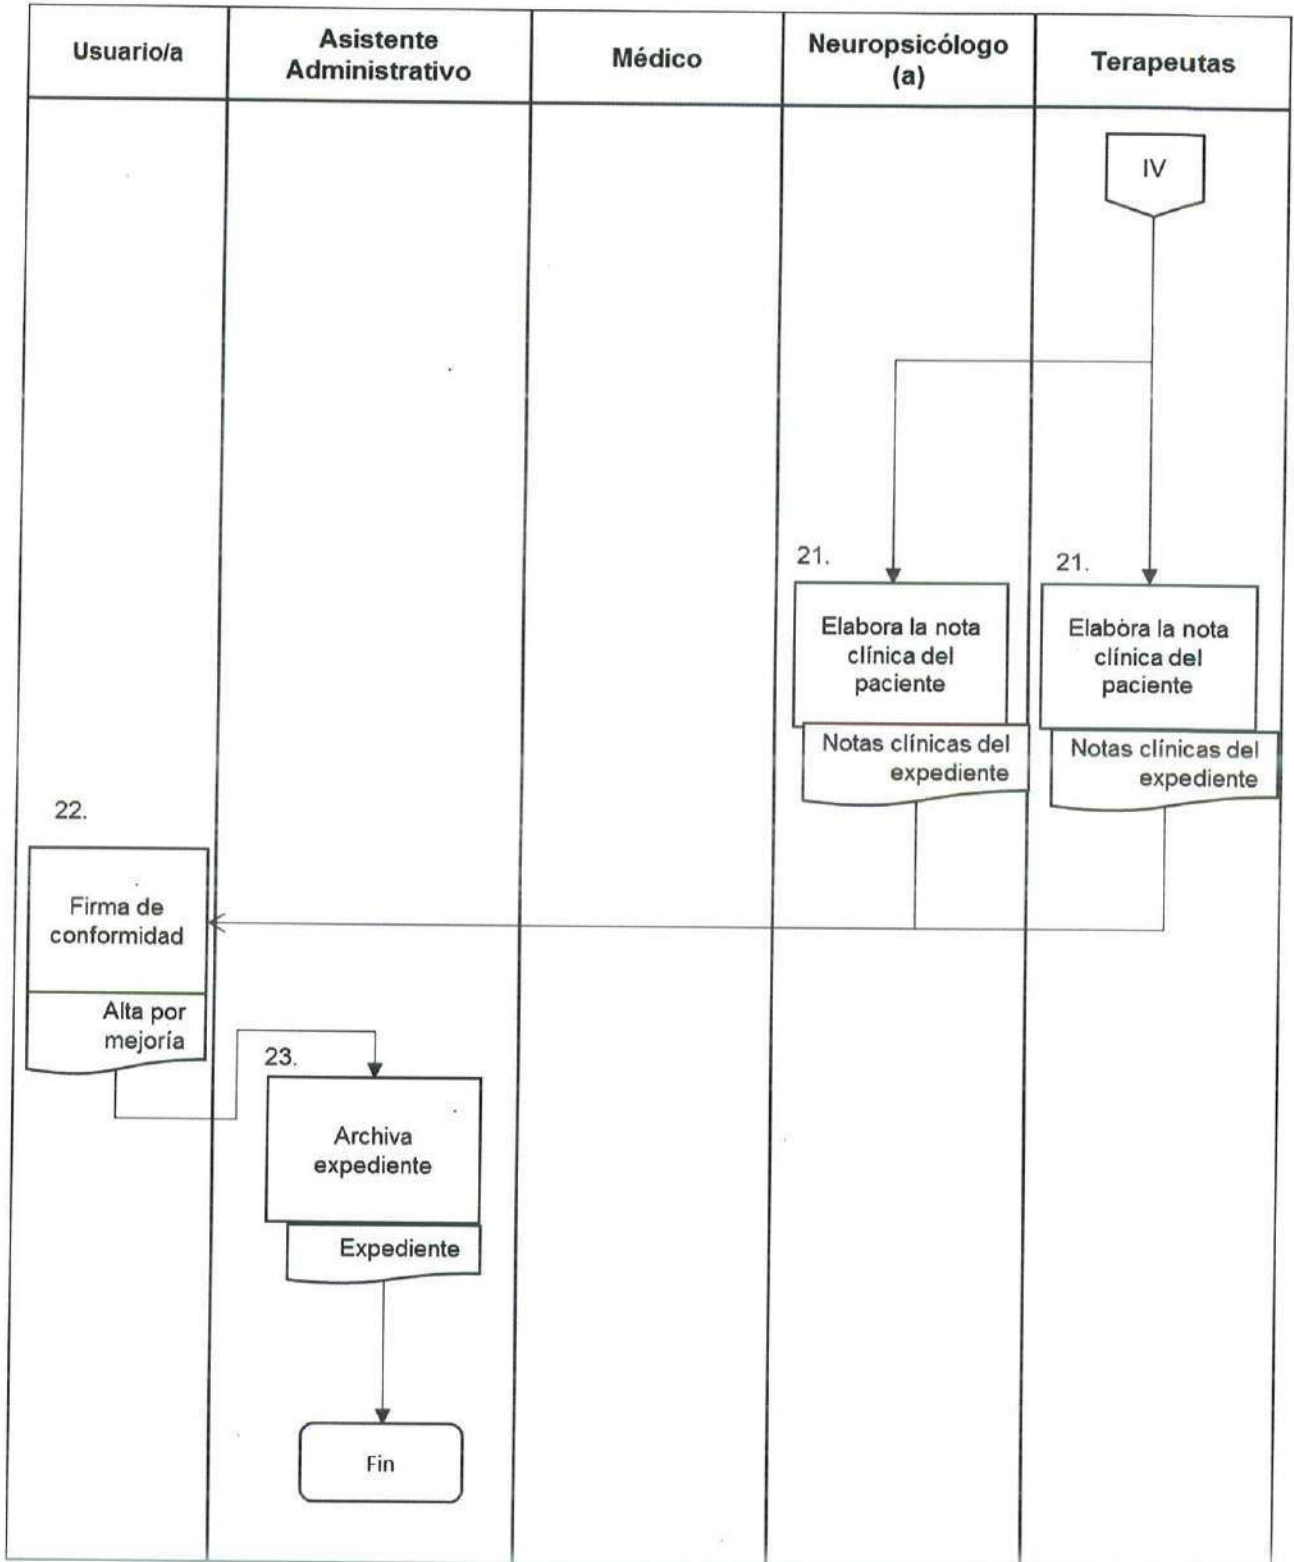 Usuario/a
Asistente
Administrativo
Médico
Neuropsicólogo
(a)
Terapeutas
IV
21.
Elabora la nota
clínica del
paciente
Notas clínicas del
expediente
21.
Elabora la nota
clínica del
paciente
Notas clínicas del
expediente
22.
Firma de
conformidad
Alta por
mejoría
23.
Archiva
expediente
Expediente
Fin